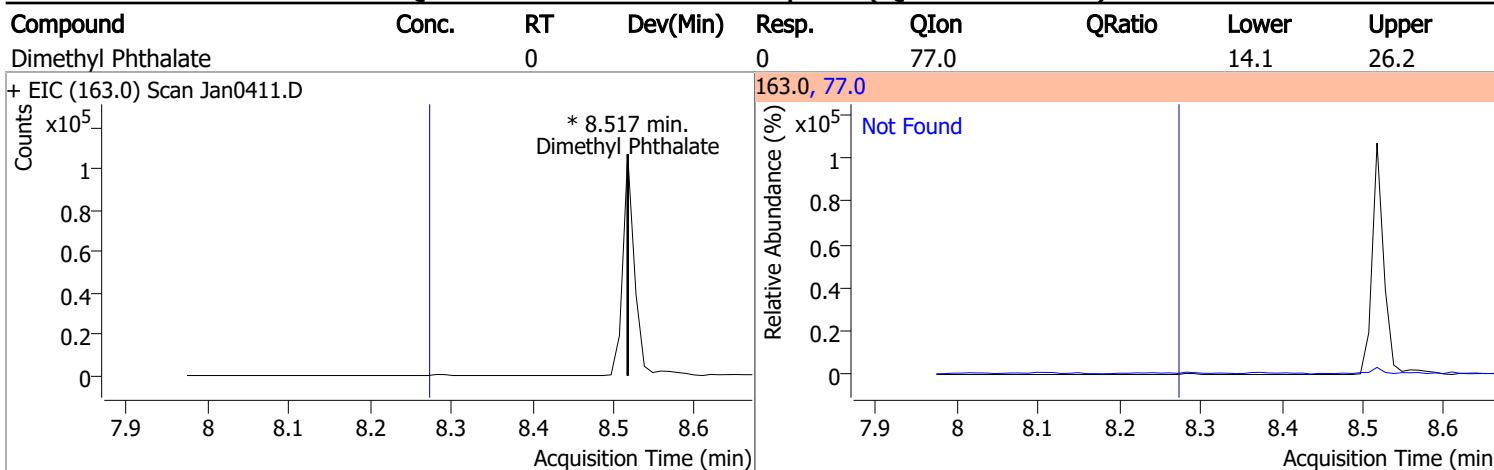 Compound Conc. RT Dev(Min) Resp. QIon QRatio Lower Upper
Dimethyl Phthalate 0 0 77.0 14.1 26.2
+ EIC (163.0) Scan Jan0411.D
Counts
x10^5
1
0.8
0.6
0.4
0.2
0
* 8.517 min.
Dimethyl Phthalate
7.9 8 8.1 8.2 8.3 8.4 8.5 8.6
Acquisition Time (min)
163.0, 77.0
Relative Abundance (%)
x10^5
Not Found
1
0.8
0.6
0.4
0.2
0
7.9 8 8.1 8.2 8.3 8.4 8.5 8.6
Acquisition Time (min